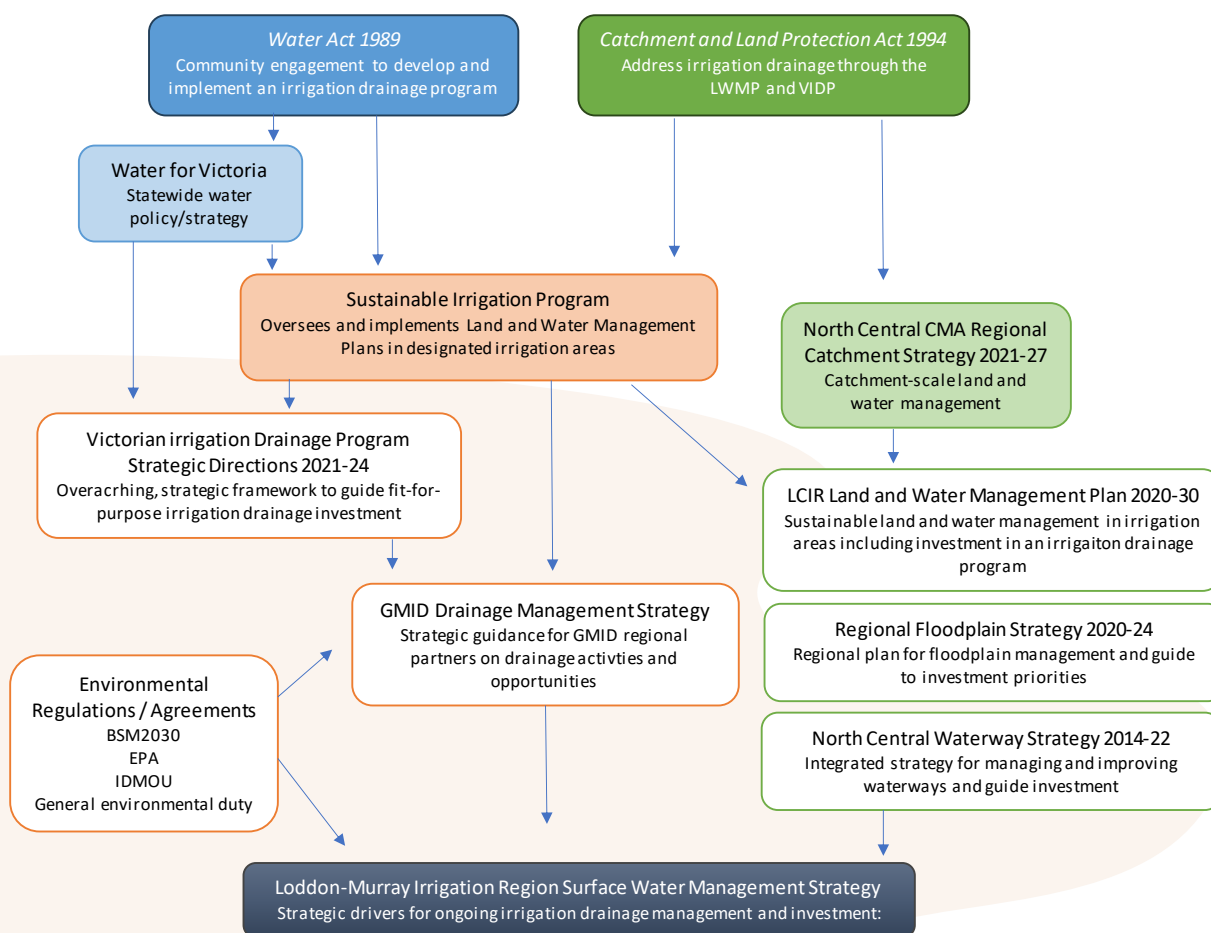 Water Act 1989
Community engagement to develop and
implement an irrigation drainage program
Catchment and Land Protection Act 1994
Address irrigation drainage through the
LWMP and VIDP
Water for Victoria
Statewide water
policy/strategy
Sustainable Irrigation Program
Oversees and implements Land and Water Management
Plans in designated irrigation areas
North Central CMA Regional
Catchment Strategy 2021-27
Catchment-scale land and
water management
Victorian irrigation Drainage Program
Strategic Directions 2021-24
Overacrhing, strategic framework to guide fit-for-
purpose irrigation drainage investment
LCIR Land and Water Management Plan 2020-30
Sustainable land and water management in irrigation
areas including investment in an irrigaiton drainage
program
GMID Drainage Management Strategy
Strategic guidance for GMID regional
partners on drainage activties and
opportunities
Regional Floodplain Strategy 2020-24
Regional plan for floodplain management and guide
to investment priorities
Environmental
Regulations / Agreements
BSM2030
EPA
IDMOU
General environmental duty
North Central Waterway Strategy 2014-22
Integrated strategy for managing and improving
waterways and guide investment
Loddon-Murray Irrigation Region Surface Water Management Strategy
Strategic drivers for ongoing irrigation drainage management and investment: